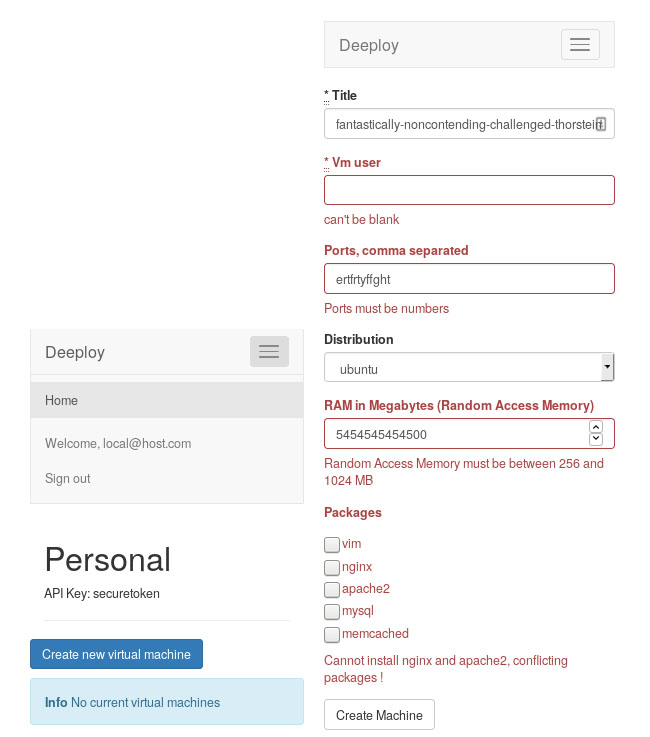 Deeploy
Home
Welcome, local@host.com
Sign out
Personal
API Key: securetoken
Create new virtual machine
Info No current virtual machines
Deeploy
* Title
fantastically-noncontending-challenged-thorstein
* Vm user
can't be blank
Ports, comma separated
ertfrtyffght
Ports must be numbers
Distribution
ubuntu
RAM in Megabytes (Random Access Memory)
5454545454500
Random Access Memory must be between 256 and
1024 MB
Packages
vim
nginx
apache2
mysql
memcached
Cannot install nginx and apache2, conflicting
packages !
Create Machine